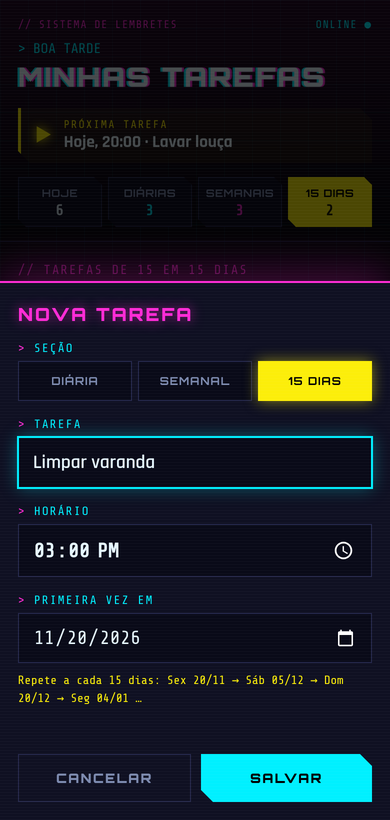 // SISTEMA DE LEMBRETES
ONLINE ●
> BOA TARDE
MINHAS TAREFAS
PRÓXIMA TAREFA
Hoje, 20:00 · Lavar louça
HOJE DIÁRIAS SEMANAIS 15 DIAS
6 3 3 2
// TAREFAS DE 15 EM 15 DIAS
NOVA TAREFA
> SEÇÃO
DIÁRIA SEMANAL 15 DIAS
> TAREFA
Limpar varanda
> HORÁRIO
03:00 PM
> PRIMEIRA VEZ EM
11/20/2026
Repete a cada 15 dias: Sex 20/11 → Sáb 05/12 → Dom
20/12 → Seg 04/01 …
CANCELAR SALVAR